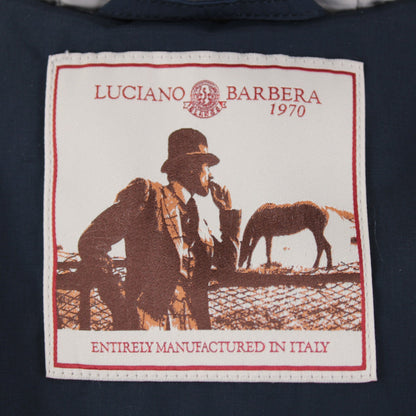 LUCIANO BARBERA
1970
ENTIRELY MANUFACTURED IN ITALY